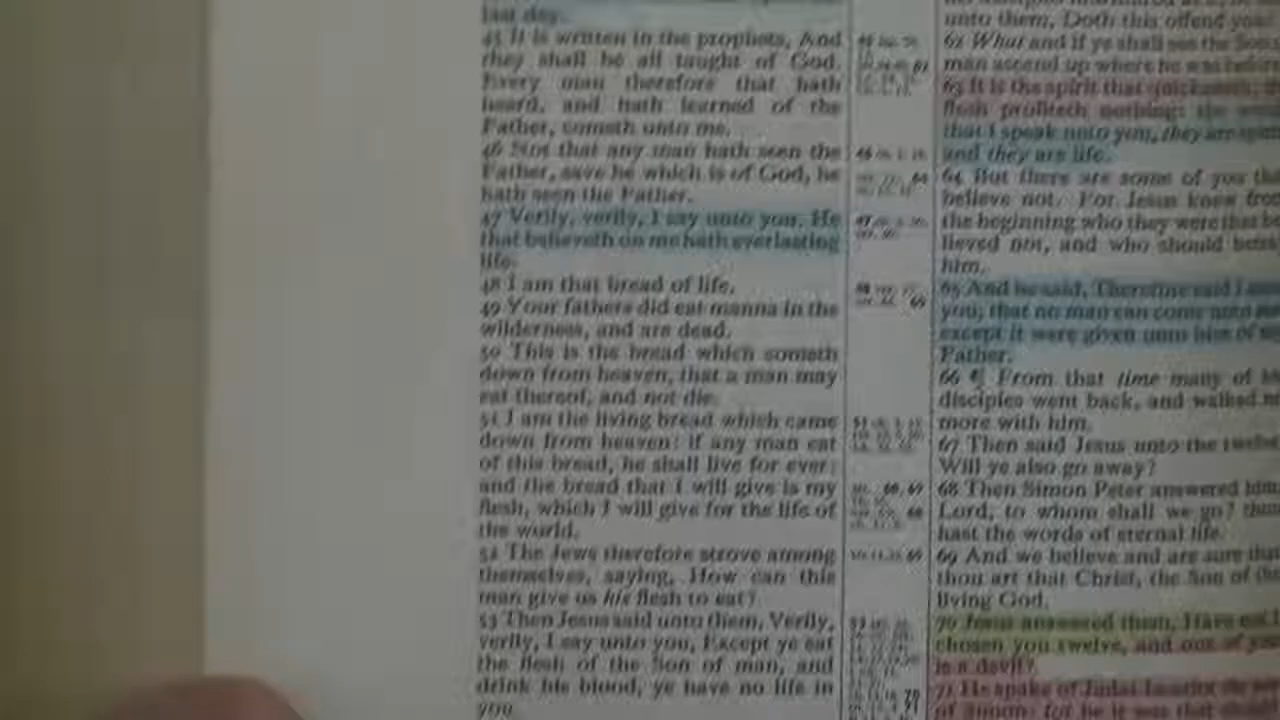 last day.
45 It is written in the prophets, And
they shall be all taught of God.
Every man therefore that hath
heard, and hath learned of the
Father, cometh unto me.
46 Not that any man hath seen the
Father, save he which is of God, he
hath seen the Father.
47 Verily, verily, I say unto you, He
that believeth on me hath everlasting
life.
48 I am that bread of life.
49 Your fathers did eat manna in the
wilderness, and are dead.
50 This is the bread which cometh
down from heaven, that a man may
eat thereof, and not die.
51 I am the living bread which came
down from heaven: if any man eat
of this bread, he shall live for ever:
and the bread that I will give is my
flesh, which I will give for the life of
the world.
52 The Jews therefore strove among
themselves, saying, How can this
man give us his flesh to eat?
53 Then Jesus said unto them, Verily,
verily, I say unto you, Except ye eat
the flesh of the Son of man, and
drink his blood, ye have no life in
you.
unto them, Doth this offend you?
62 What and if ye shall see the Son
man ascend up where he was before
63 It is the spirit that quickeneth; the
flesh profiteth nothing: the words
that I speak unto you, they are spirit
and they are life.
64 But there are some of you that
believe not. For Jesus knew from
the beginning who they were that be
lieved not, and who should betray
him.
65 And he said, Therefore said I unto
you, that no man can come unto me
except it were given unto him of my
Father.
66 ¶ From that time many of his
disciples went back, and walked no
more with him.
67 Then said Jesus unto the twelve
Will ye also go away?
68 Then Simon Peter answered him
Lord, to whom shall we go? thou
hast the words of eternal life.
69 And we believe and are sure that
thou art that Christ, the Son of the
living God.
70 Jesus answered them, Have not I
chosen you twelve, and one of you
is a devil?
71 He spake of Judas Iscariot the son
of Simon: for he it was that should